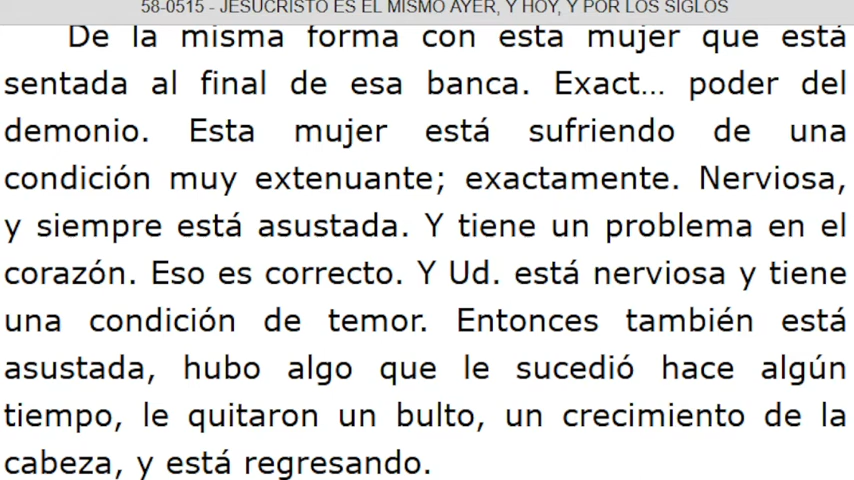 58-0515 - JESUCRISTO ES EL MISMO AYER, Y HOY, Y POR LOS SIGLOS
De la misma forma con esta mujer que está
sentada al final de esa banca. Exact... poder del
demonio. Esta mujer está sufriendo de una
condición muy extenuante; exactamente. Nerviosa,
y siempre está asustada. Y tiene un problema en el
corazón. Eso es correcto. Y Ud. está nerviosa y tiene
una condición de temor. Entonces también está
asustada, hubo algo que le sucedió hace algún
tiempo, le quitaron un bulto, un crecimiento de la
cabeza, y está regresando.